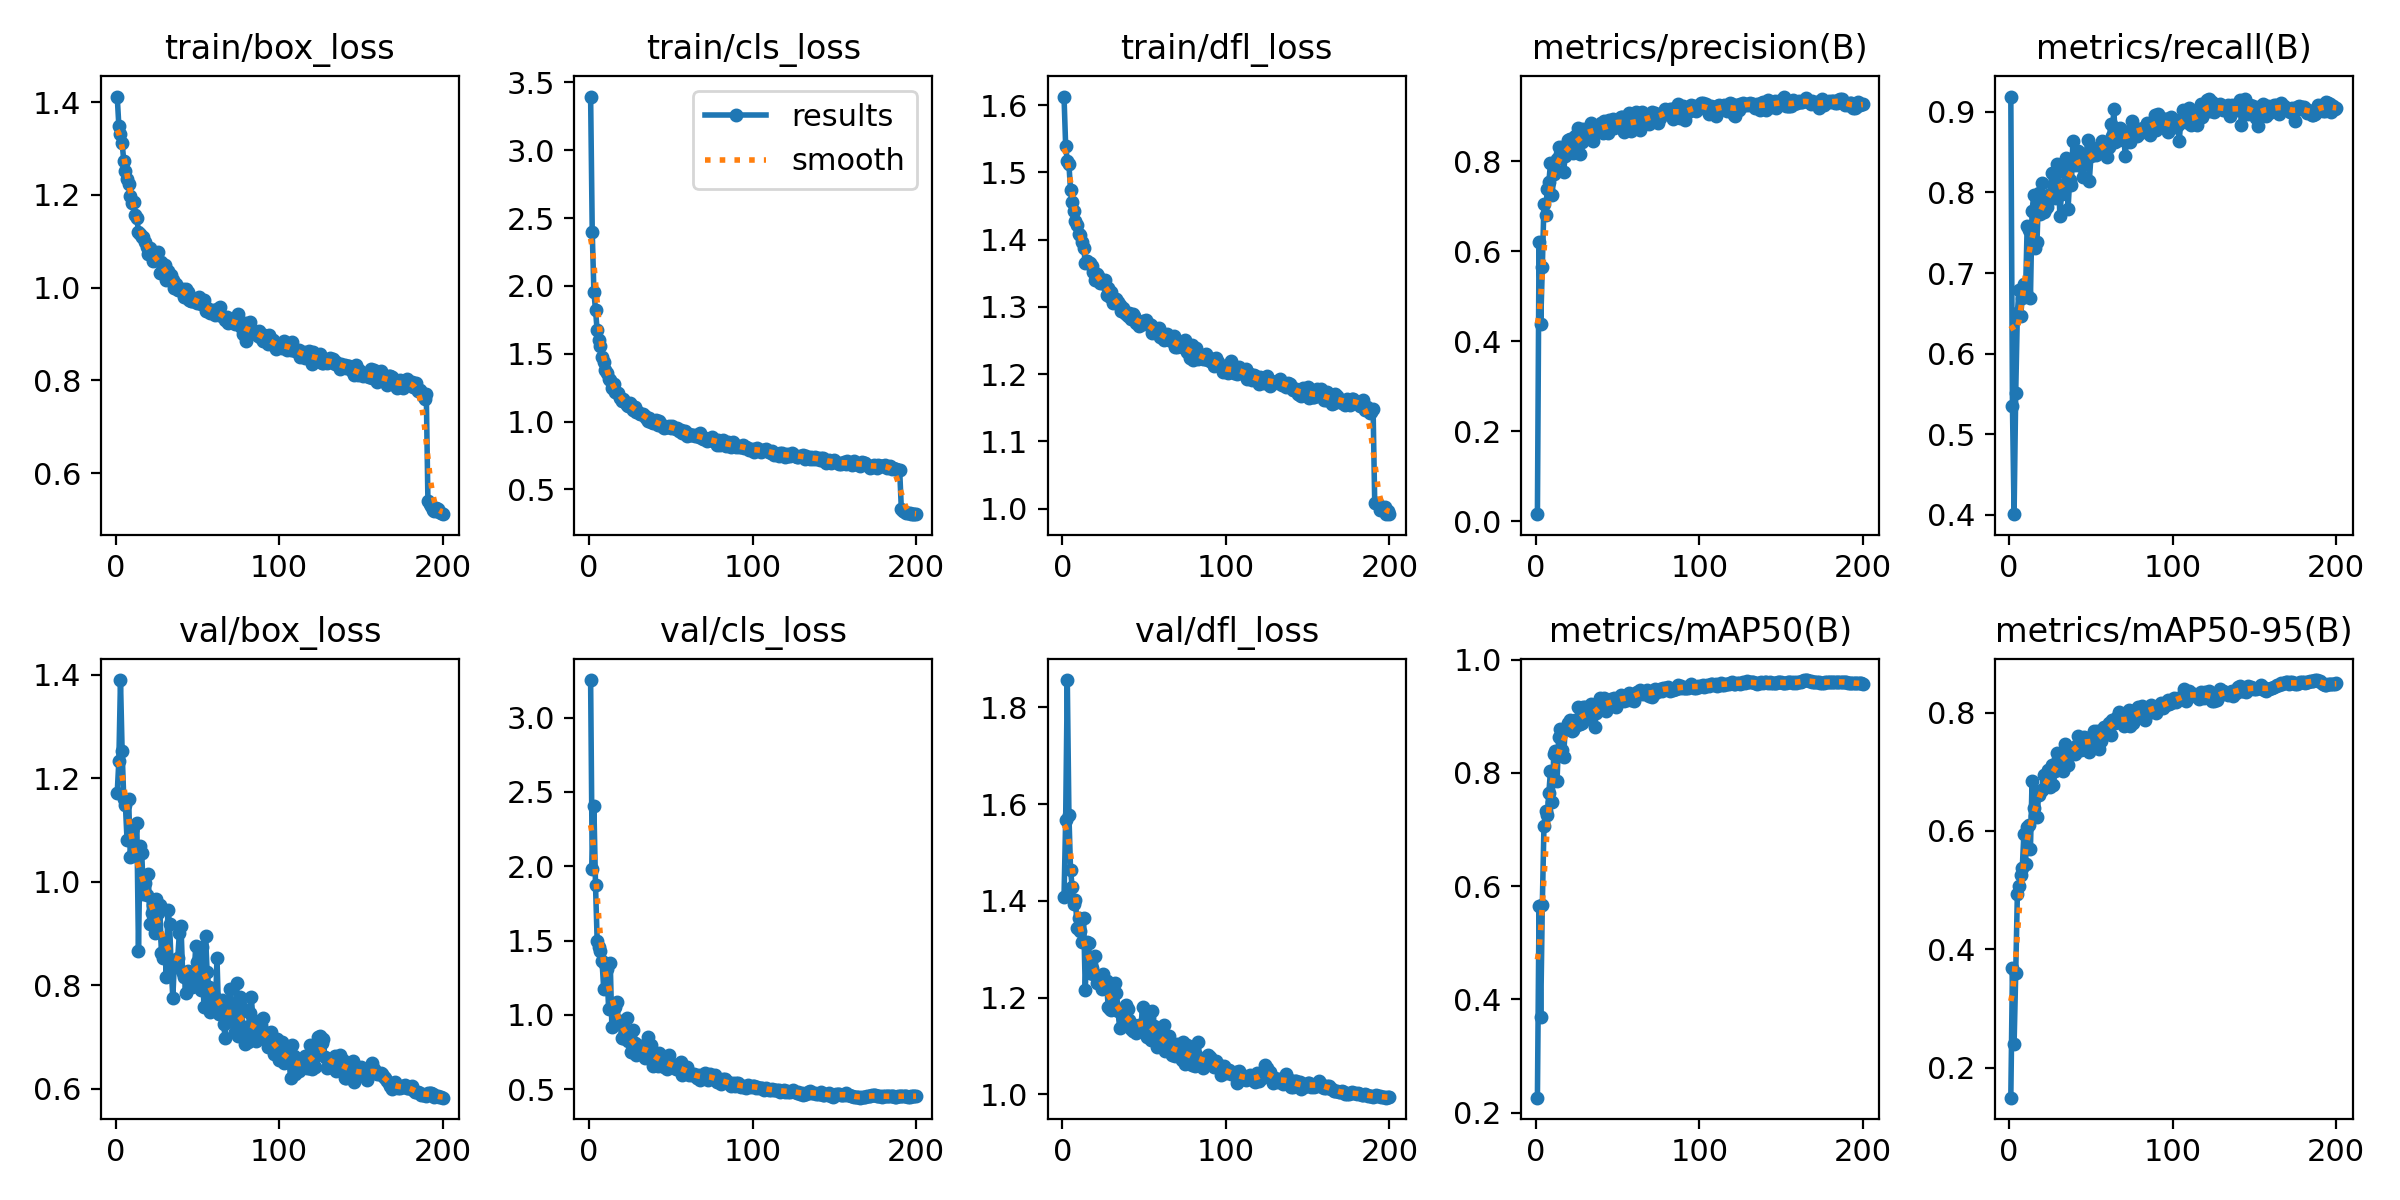 train/box_loss
1.4
1.2
1.0
0.8
0.6
0 100 200
train/cls_loss
3.5
3.0
2.5
2.0
1.5
1.0
0.5
0 100 200
results
smooth
train/dfl_loss
1.6
1.5
1.4
1.3
1.2
1.1
1.0
0 100 200
metrics/precision(B)
0.8
0.6
0.4
0.2
0.0
0 100 200
metrics/recall(B)
0.9
0.8
0.7
0.6
0.5
0.4
0 100 200
val/box_loss
1.4
1.2
1.0
0.8
0.6
0 100 200
val/cls_loss
3.0
2.5
2.0
1.5
1.0
0.5
0 100 200
val/dfl_loss
1.8
1.6
1.4
1.2
1.0
0 100 200
metrics/mAP50(B)
1.0
0.8
0.6
0.4
0.2
0 100 200
metrics/mAP50-95(B)
0.8
0.6
0.4
0.2
0 100 200